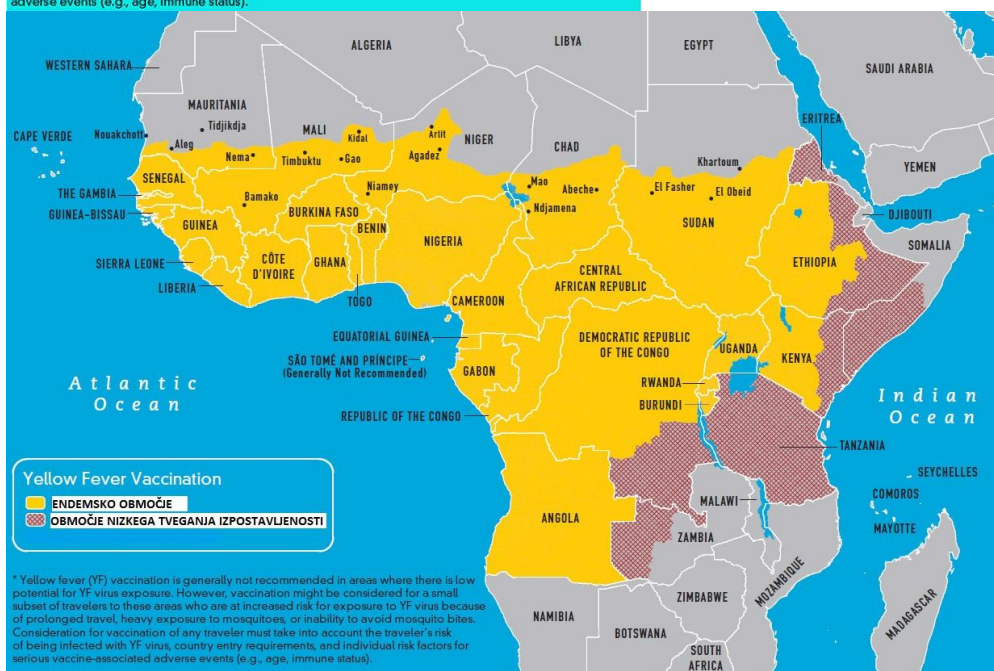 adverse events (e.g., age, immune status).
ALGERIA
LIBYA
EGYPT
SAUDI ARABIA
WESTERN SAHARA
MAURITANIA
Tidjikdja
Nouakchott
CAPE VERDE
Aleg
MALI
Kidal
Arlit
NIGER
CHAD
ERITREA
YEMEN
Nema
Timbuktu
Gao
Agadez
Khartoum
SENEGAL
THE GAMBIA
GUINEA-BISSAU
Bamako
Niamey
Mao
Abeche
El Fasher
El Obeid
Ndjamena
DJIBOUTI
BURKINA FASO
GUINEA
BENIN
NIGERIA
SUDAN
SOMALIA
SIERRA LEONE
CÔTE
D'IVOIRE
GHANA
CENTRAL
AFRICAN REPUBLIC
ETHIOPIA
LIBERIA
TOGO
CAMEROON
EQUATORIAL GUINEA
DEMOCRATIC REPUBLIC
OF THE CONGO
UGANDA
KENYA
SÃO TOMÉ AND PRÍNCIPE
(Generally Not Recommended)
GABON
RWANDA
BURUNDI
Atlantic
Ocean
Indian
Ocean
REPUBLIC OF THE CONGO
TANZANIA
SEYCHELLES
COMOROS
MAYOTTE
MALAWI
ANGOLA
ZAMBIA
MOZAMBIQUE
MADAGASCAR
ZIMBABWE
NAMIBIA
BOTSWANA
SOUTH
AFRICA
Yellow Fever Vaccination
ENDEMSKO OBMOČJE
OBMOČJE NIZKEGA TVEGANJA IZPOSTAVLJENOSTI
* Yellow fever (YF) vaccination is generally not recommended in areas where there is low
potential for YF virus exposure. However, vaccination might be considered for a small
subset of travelers to these areas who are at increased risk for exposure to YF virus because
of prolonged travel, heavy exposure to mosquitoes, or inability to avoid mosquito bites.
Consideration for vaccination of any traveler must take into account the traveler's risk
of being infected with YF virus, country entry requirements, and individual risk factors for
serious vaccine-associated adverse events (e.g., age, immune status).